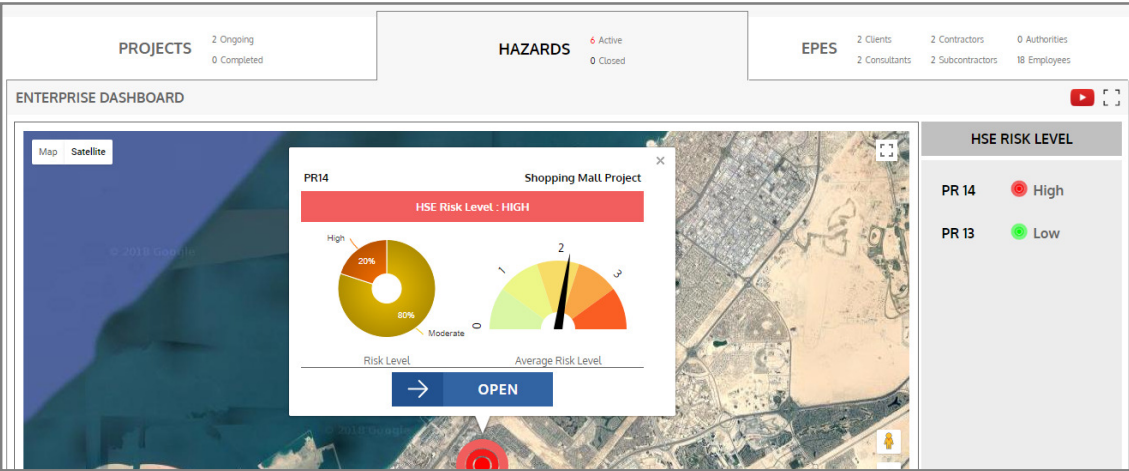 PROJECTS
2 Ongoing
0 Completed
HAZARDS
6 Active
0 Closed
EPES
2 Clients
2 Contractors
0 Authorities
2 Consultants
2 Subcontractors
18 Employees
ENTERPRISE DASHBOARD
Map
Satellite
© 2018 Google
×
PR14
Shopping Mall Project
HSE Risk Level : HIGH
High
20%
80%
Moderate
0
1
2
3
Risk Level
Average Risk Level
OPEN
© 2018 Google
HSE RISK LEVEL
PR 14
High
PR 13
Low